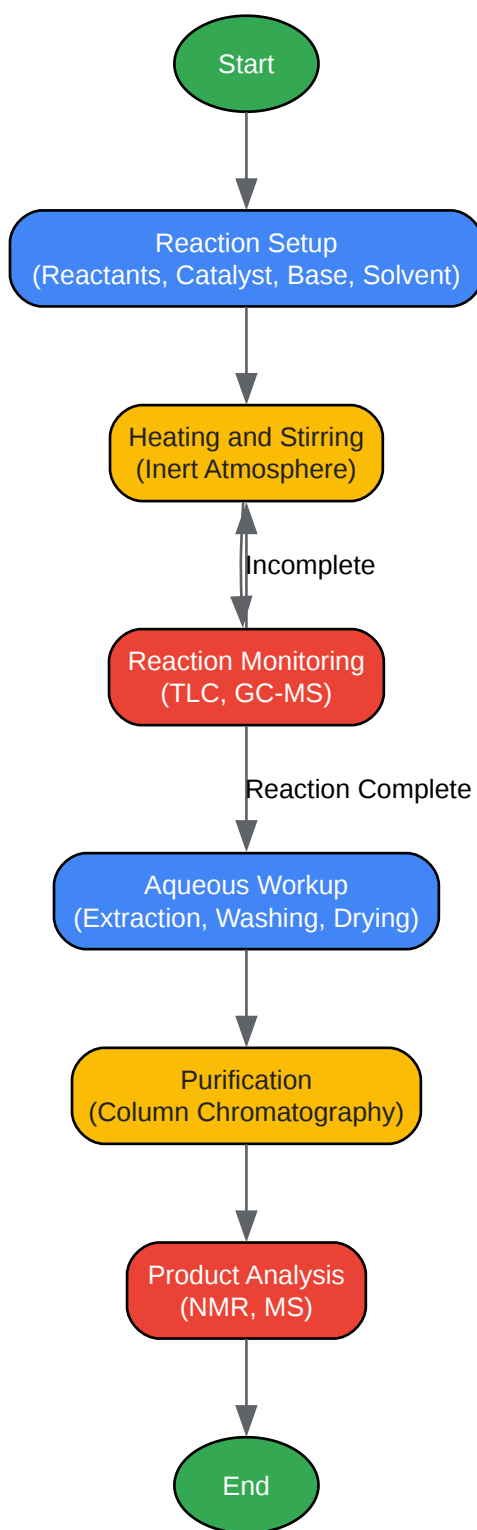 Start
Reaction Setup
(Reactants, Catalyst, Base, Solvent)
Heating and Stirring
(Inert Atmosphere)
Incomplete
Reaction Monitoring
(TLC, GC-MS)
Reaction Complete
Aqueous Workup
(Extraction, Washing, Drying)
Purification
(Column Chromatography)
Product Analysis
(NMR, MS)
End